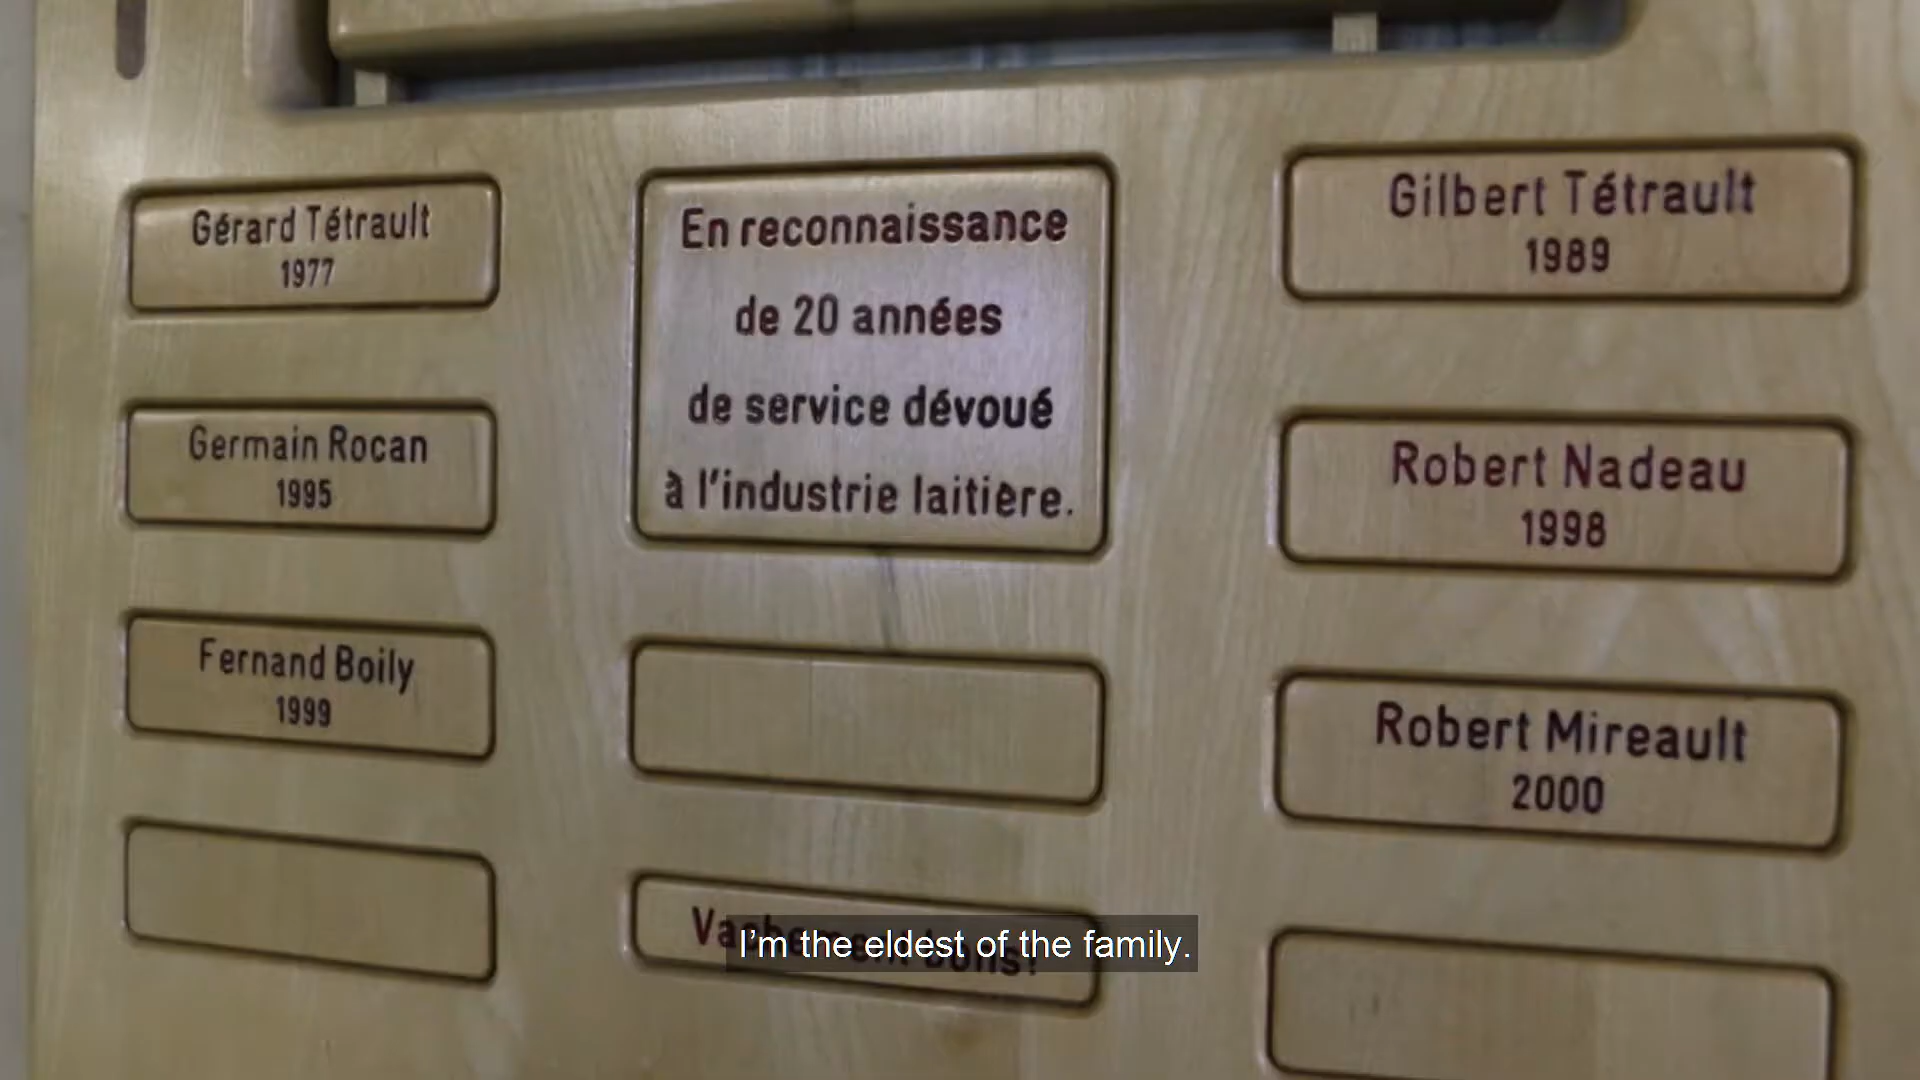 Gérard Tétrault
1977
Germain Rocan
1995
Fernand Boily
1999
En reconnaissance
de 20 années
de service dévoué
à l'industrie laitière.
Gilbert Tétrault
1989
Robert Nadeau
1998
Robert Mireault
2000
I'm the eldest of the family.